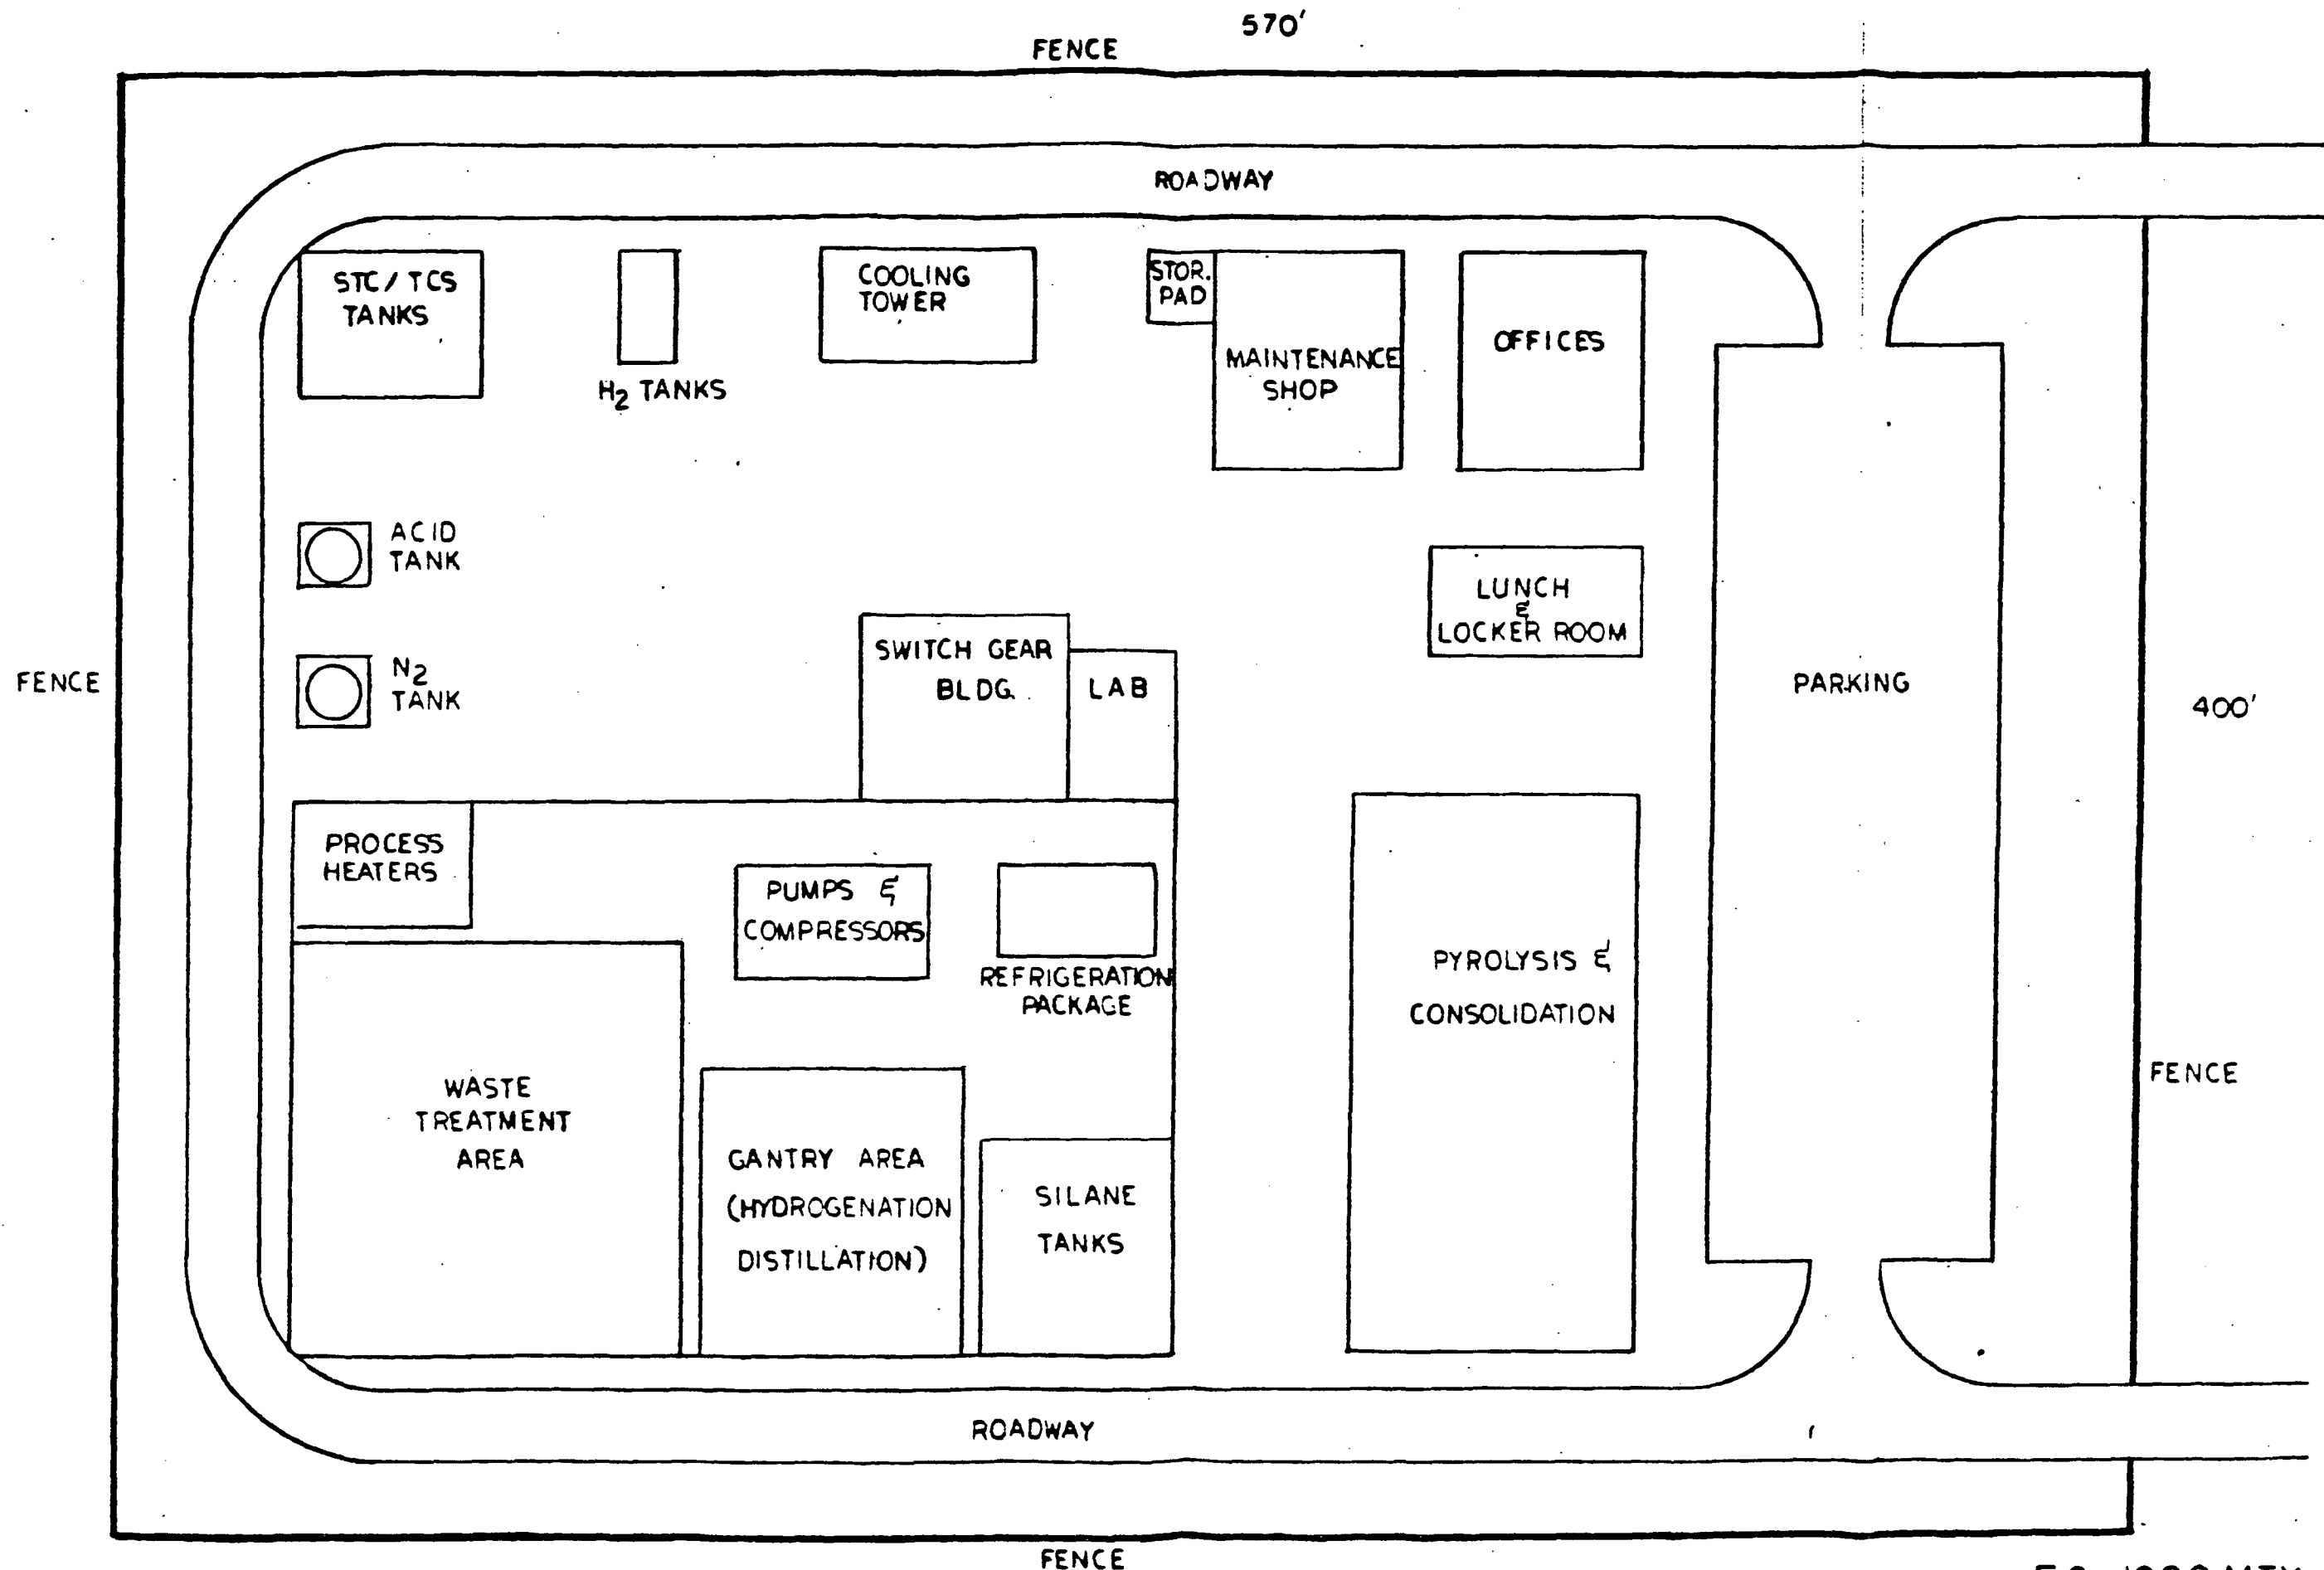 570'
FENCE
ROADWAY
STC/TCS
TANKS
H2 TANKS
COOLING
TOWER
STOR.
PAD
MAINTENANCE
SHOP
OFFICES
ACID
TANK
LUNCH
&
LOCKER ROOM
N2
TANK
SWITCH GEAR
BLDG.
LAB
FENCE
PARKING
400'
PROCESS
HEATERS
PUMPS &
COMPRESSORS
REFRIGERATION
PACKAGE
PYROLYSIS &
CONSOLIDATION
WASTE
TREATMENT
AREA
FENCE
GANTRY AREA
(HYDROGENATION
DISTILLATION)
SILANE
TANKS
ROADWAY
FENCE